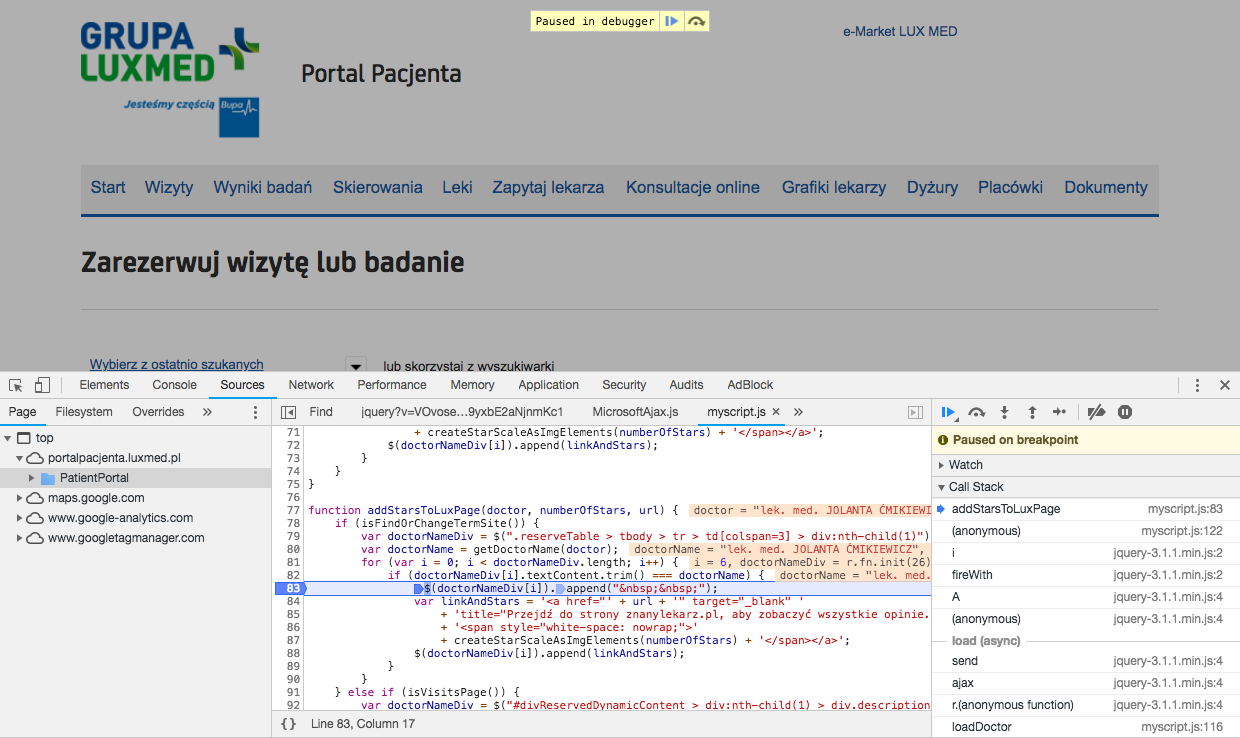 Paused in debugger
e-Market LUX MED
GRUPA
LUXMED
Portal Pacjenta
Jesteśmy częścią Bupa
Start Wizyty Wyniki badań Skierowania Leki Zapytaj lekarza Konsultacje online Grafiki lekarzy Dyżury Placówki Dokumenty
Zarezerwuj wizytę lub badanie
Wybierz z ostatnio szukanych lub skorzystaj z wyszukiwarki
Elements Console Sources Network Performance Memory Application Security Audits AdBlock
Page Filesystem Overrides »
top
portalpacjenta.luxmed.pl
PatientPortal
maps.google.com
www.google-analytics.com
www.googletagmanager.com
Find jquery?v=VOvose…9yxbE2aNjnmKc1 MicrosoftAjax.js myscript.js × »
71 + createStarScaleAsImgElements(numberOfStars) + '</span></a>';
72 $(doctorNameDiv[i]).append(linkAndStars);
73 }
74 }
75 }
76
77 function addStarsToLuxPage(doctor, numberOfStars, url) { doctor = "lek. med. JOLANTA ĆMIKIEWI
78 if (isFindOrChangeTermSite()) {
79 var doctorNameDiv = $(".reserveTable > tbody > tr > td[colspan=3] > div:nth-child(1)")
80 var doctorName = getDoctorName(doctor); doctorName = "lek. med. JOLANTA ĆMIKIEWICZ",
81 for (var i = 0; i < doctorNameDiv.length; i++) { i = 6, doctorNameDiv = r.fn.init(26)
82 if (doctorNameDiv[i].textContent.trim() === doctorName) { doctorName = "lek. med.
83 $(doctorNameDiv[i]).append("&nbsp;&nbsp;");
84 var linkAndStars = '<a href="' + url + '" target="_blank" '
85 + 'title="Przejdź do strony znanylekarz.pl, aby zobaczyć wszystkie opinie.
86 + '<span style="white-space: nowrap;">'
87 + createStarScaleAsImgElements(numberOfStars) + '</span></a>';
88 $(doctorNameDiv[i]).append(linkAndStars);
89 }
90 }
91 } else if (isVisitsPage()) {
92 var doctorNameDiv = $("#divReservedDynamicContent > div:nth-child(1) > div.description
{} Line 83, Column 17
Paused on breakpoint
Watch
Call Stack
addStarsToLuxPage myscript.js:83
(anonymous) myscript.js:122
i jquery-3.1.1.min.js:2
fireWith jquery-3.1.1.min.js:2
A jquery-3.1.1.min.js:4
(anonymous) jquery-3.1.1.min.js:4
load (async)
send jquery-3.1.1.min.js:4
ajax jquery-3.1.1.min.js:4
r.(anonymous function) jquery-3.1.1.min.js:4
loadDoctor myscript.js:116